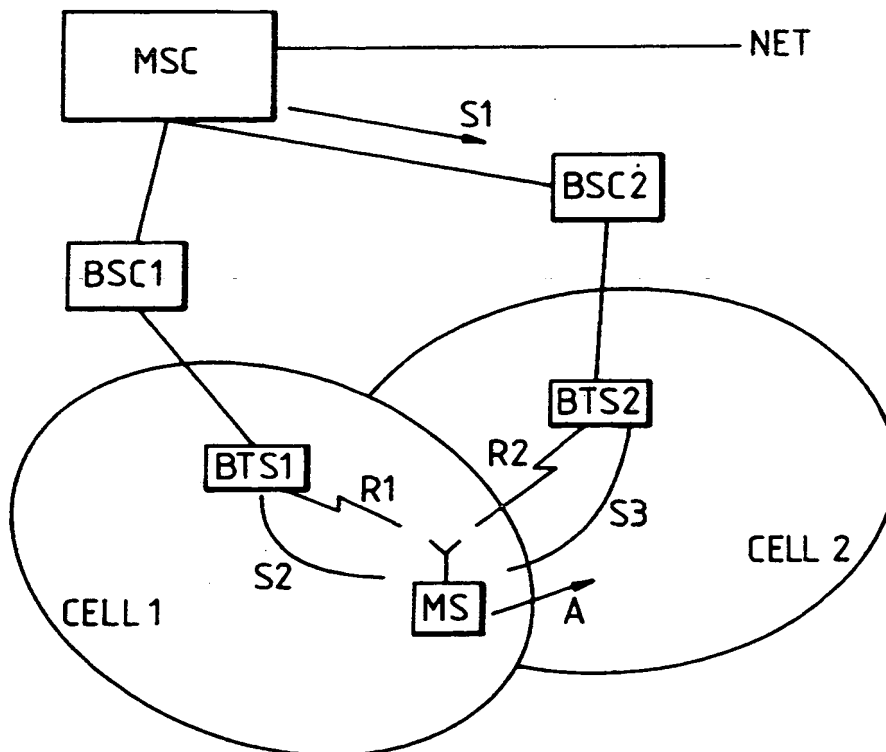 MSC
NET
S1
BSC2
BSC1
BTS2
BTS1
R2
R1
S3
S2
CELL 2
MS
A
CELL 1